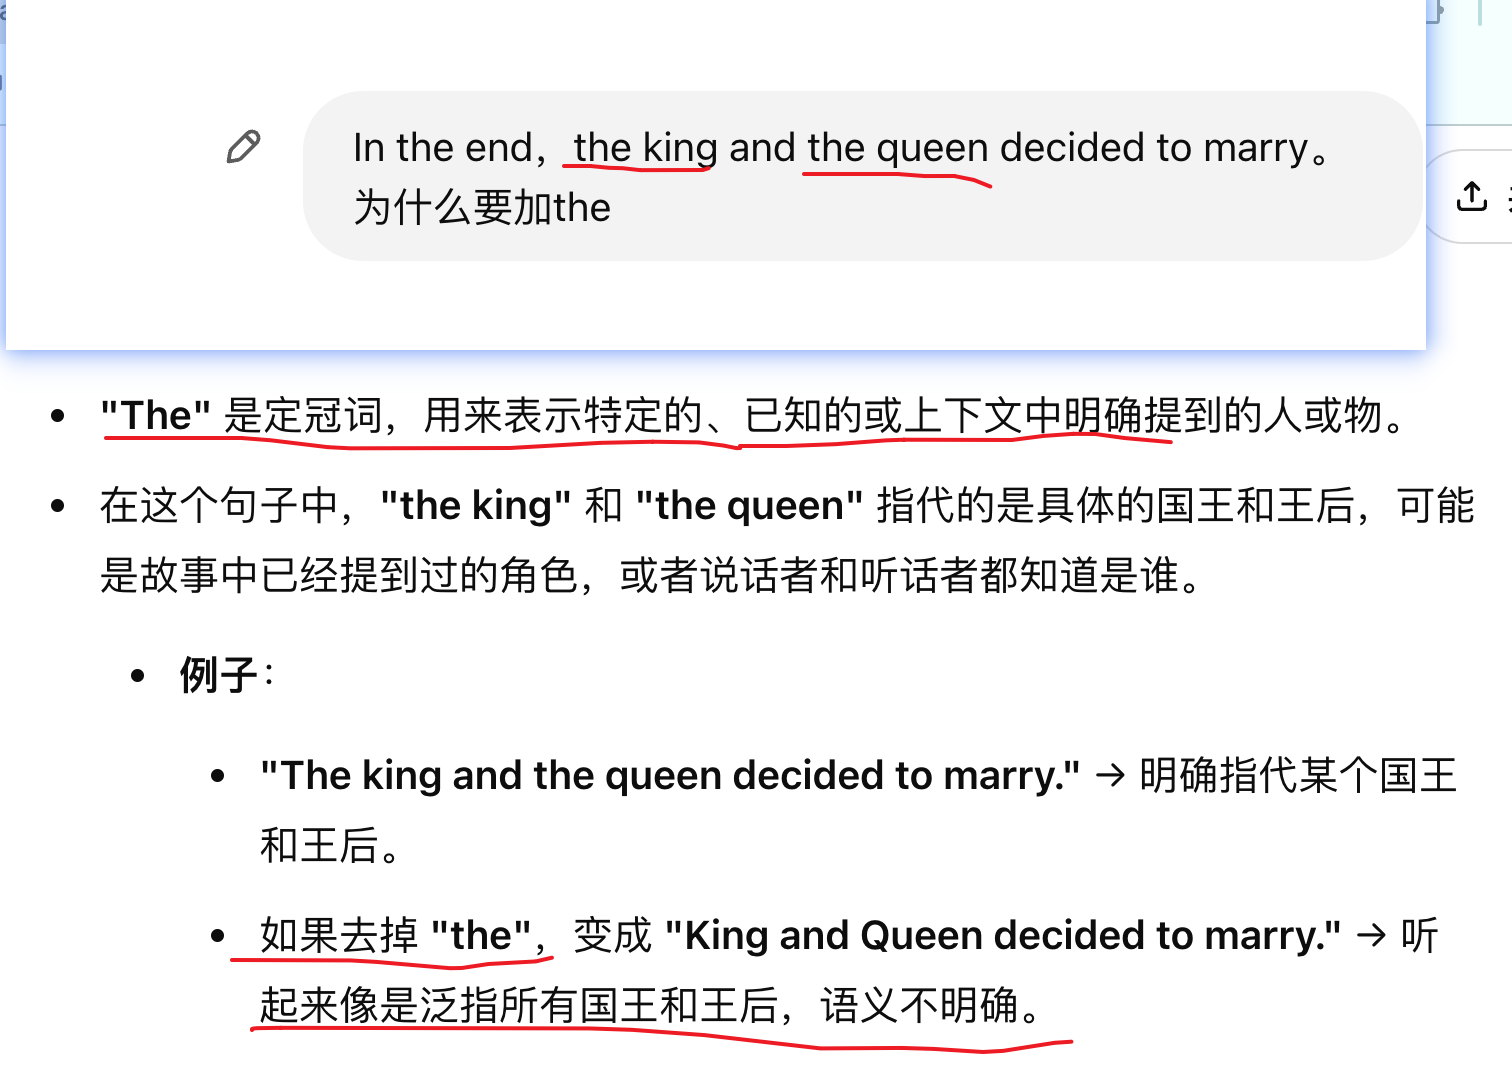 In the end，the king and the queen decided to marry。
为什么要加the
"The" 是定冠词，用来表示特定的、已知的或上下文中明确提到的人或物。
在这个句子中，"the king" 和 "the queen" 指代的是具体的国王和王后，可能
是故事中已经提到过的角色，或者说话者和听话者都知道是谁。
例子：
"The king and the queen decided to marry." → 明确指代某个国王
和王后。
如果去掉 "the"，变成 "King and Queen decided to marry." → 听
起来像是泛指所有国王和王后，语义不明确。